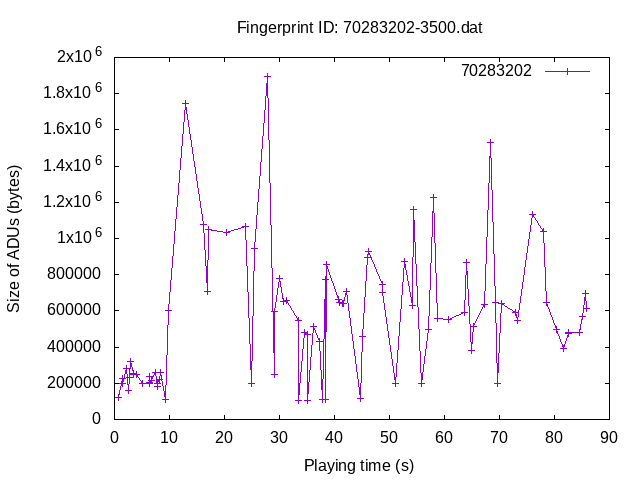 Fingerprint ID: 70283202-3500.dat
70283202
2x10^6
1.8x10^6
1.6x10^6
1.4x10^6
1.2x10^6
1x10^6
800000
600000
400000
200000
0
Size of ADUs (bytes)
0 10 20 30 40 50 60 70 80 90
Playing time (s)